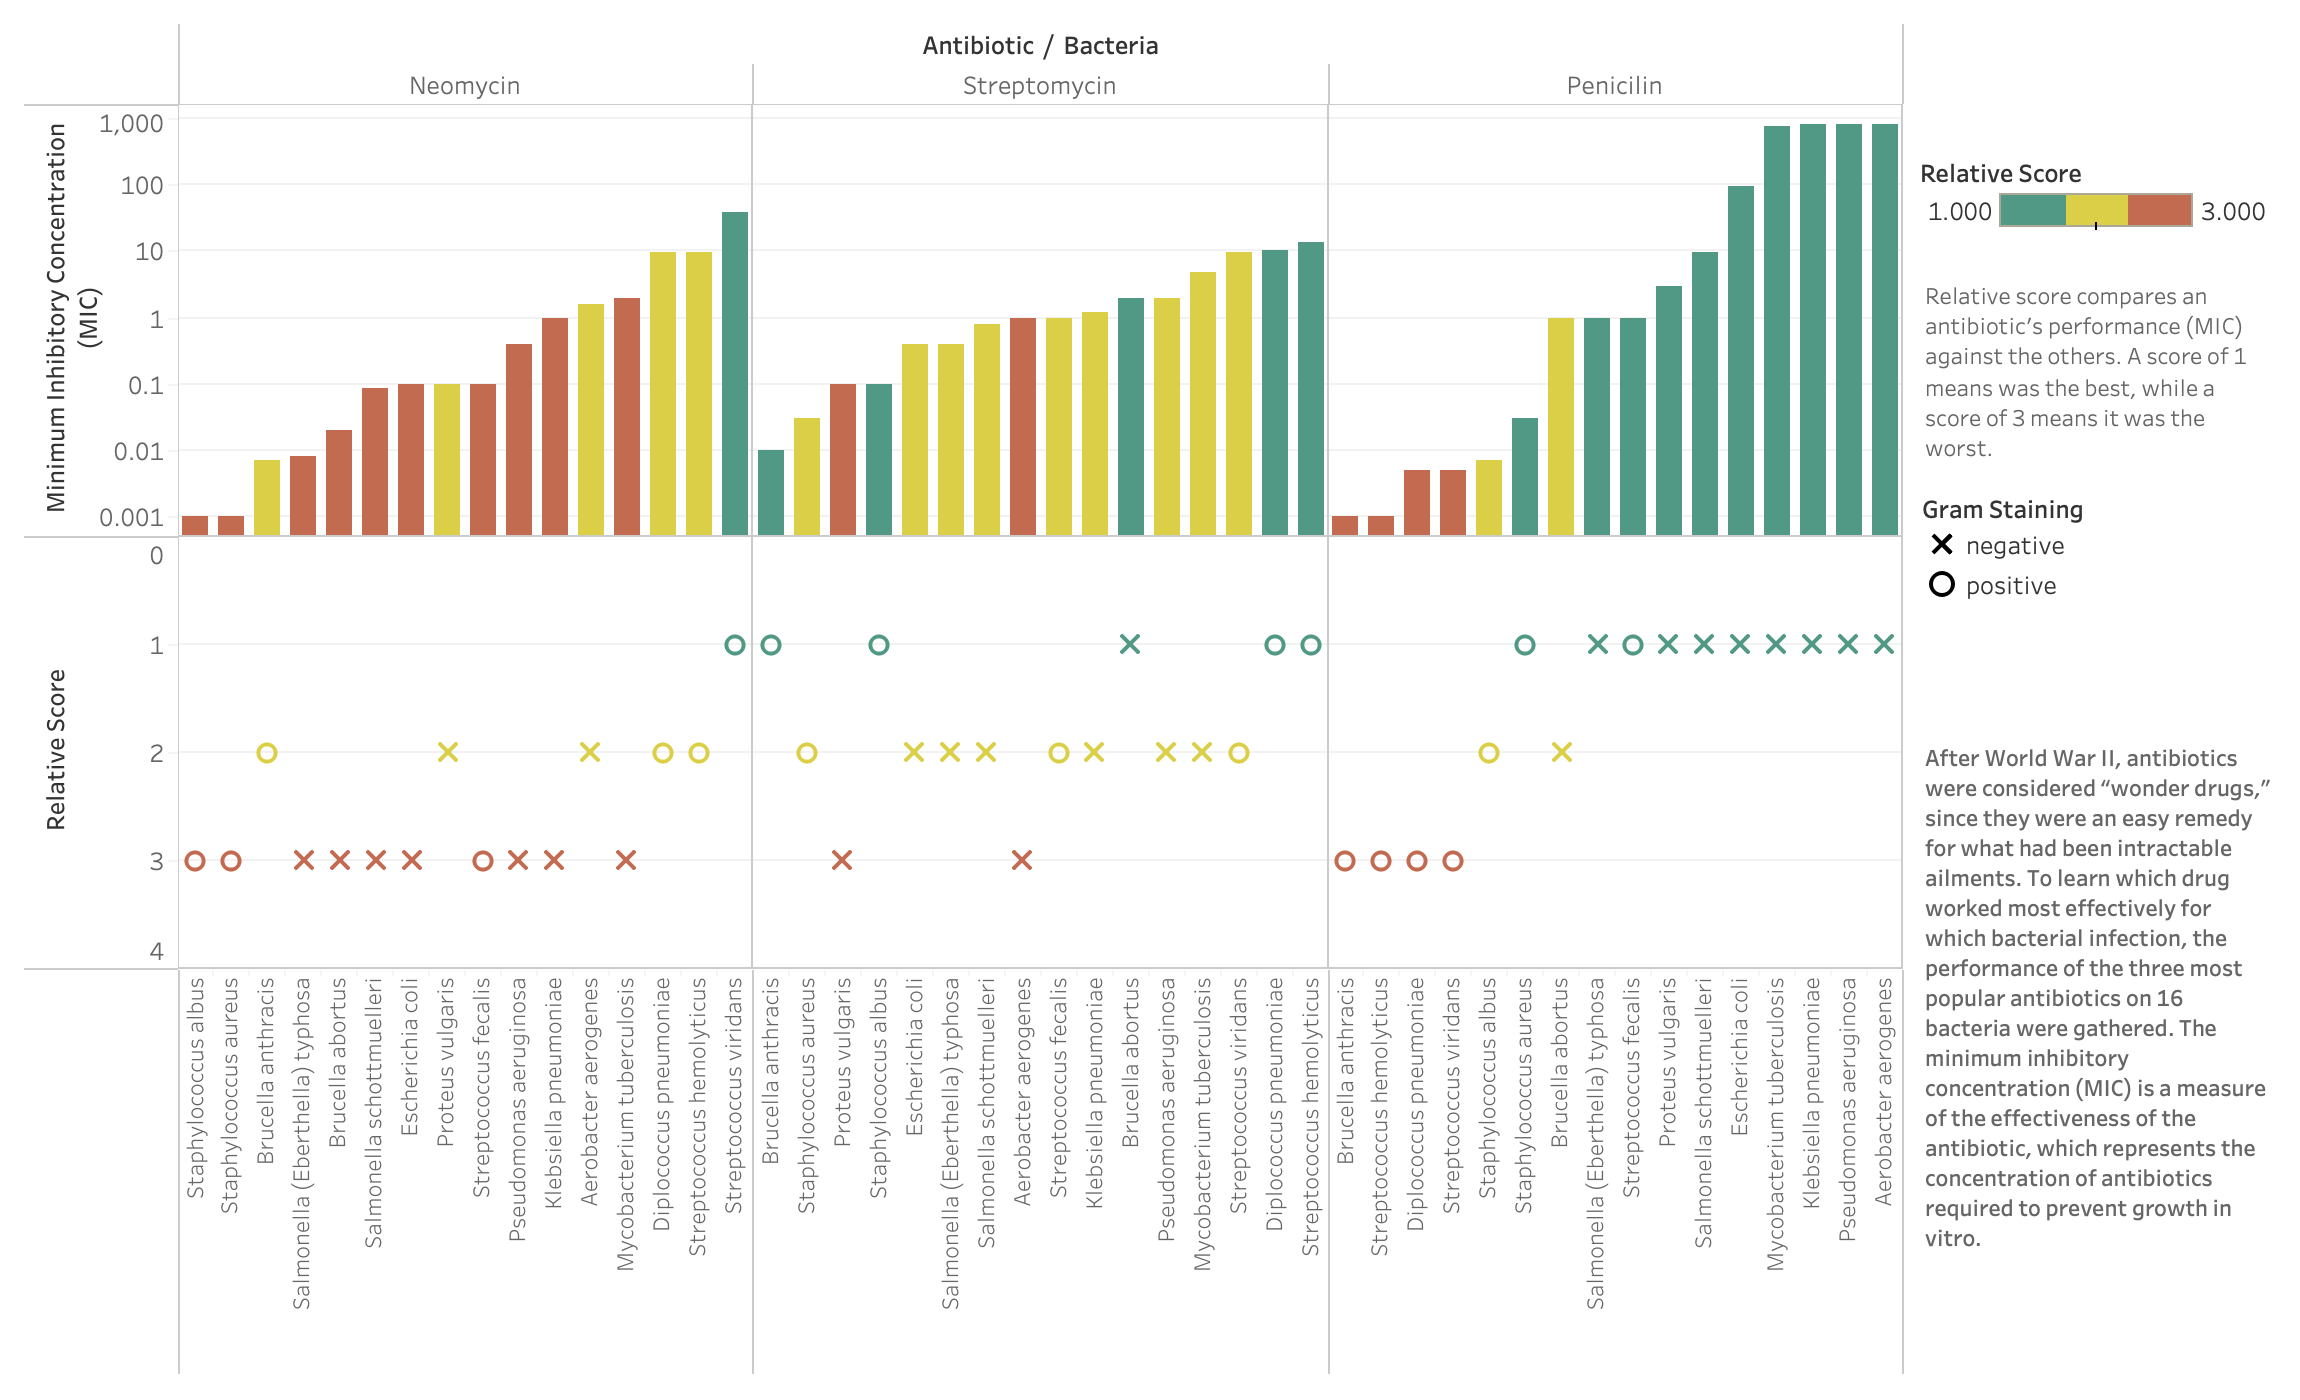 Antibiotic / Bacteria
Neomycin
Streptomycin
Penicilin
Minimum Inhibitory Concentration
(MIC)
1,000
100
10
1
0.1
0.01
0.001
Relative Score
0
1
2
3
4
Staphylococcus albus
Staphylococcus aureus
Brucella anthracis
Salmonella (Eberthella) typhosa
Brucella abortus
Salmonella schottmuelleri
Escherichia coli
Proteus vulgaris
Streptococcus fecalis
Pseudomonas aeruginosa
Klebsiella pneumoniae
Aerobacter aerogenes
Mycobacterium tuberculosis
Diplococcus pneumoniae
Streptococcus hemolyticus
Streptococcus viridans
Brucella anthracis
Staphylococcus aureus
Proteus vulgaris
Staphylococcus albus
Escherichia coli
Salmonella (Eberthella) typhosa
Salmonella schottmuelleri
Aerobacter aerogenes
Streptococcus fecalis
Klebsiella pneumoniae
Brucella abortus
Pseudomonas aeruginosa
Mycobacterium tuberculosis
Streptococcus viridans
Diplococcus pneumoniae
Streptococcus hemolyticus
Brucella anthracis
Streptococcus hemolyticus
Diplococcus pneumoniae
Streptococcus viridans
Staphylococcus albus
Staphylococcus aureus
Brucella abortus
Salmonella (Eberthella) typhosa
Streptococcus fecalis
Proteus vulgaris
Salmonella schottmuelleri
Escherichia coli
Mycobacterium tuberculosis
Klebsiella pneumoniae
Pseudomonas aeruginosa
Aerobacter aerogenes
Relative Score
1.000 3.000
Relative score compares an
antibiotic's performance (MIC)
against the others. A score of 1
means was the best, while a
score of 3 means it was the
worst.
Gram Staining
negative
positive
After World War II, antibiotics
were considered “wonder drugs,”
since they were an easy remedy
for what had been intractable
ailments. To learn which drug
worked most effectively for
which bacterial infection, the
performance of the three most
popular antibiotics on 16
bacteria were gathered. The
minimum inhibitory
concentration (MIC) is a measure
of the effectiveness of the
antibiotic, which represents the
concentration of antibiotics
required to prevent growth in
vitro.